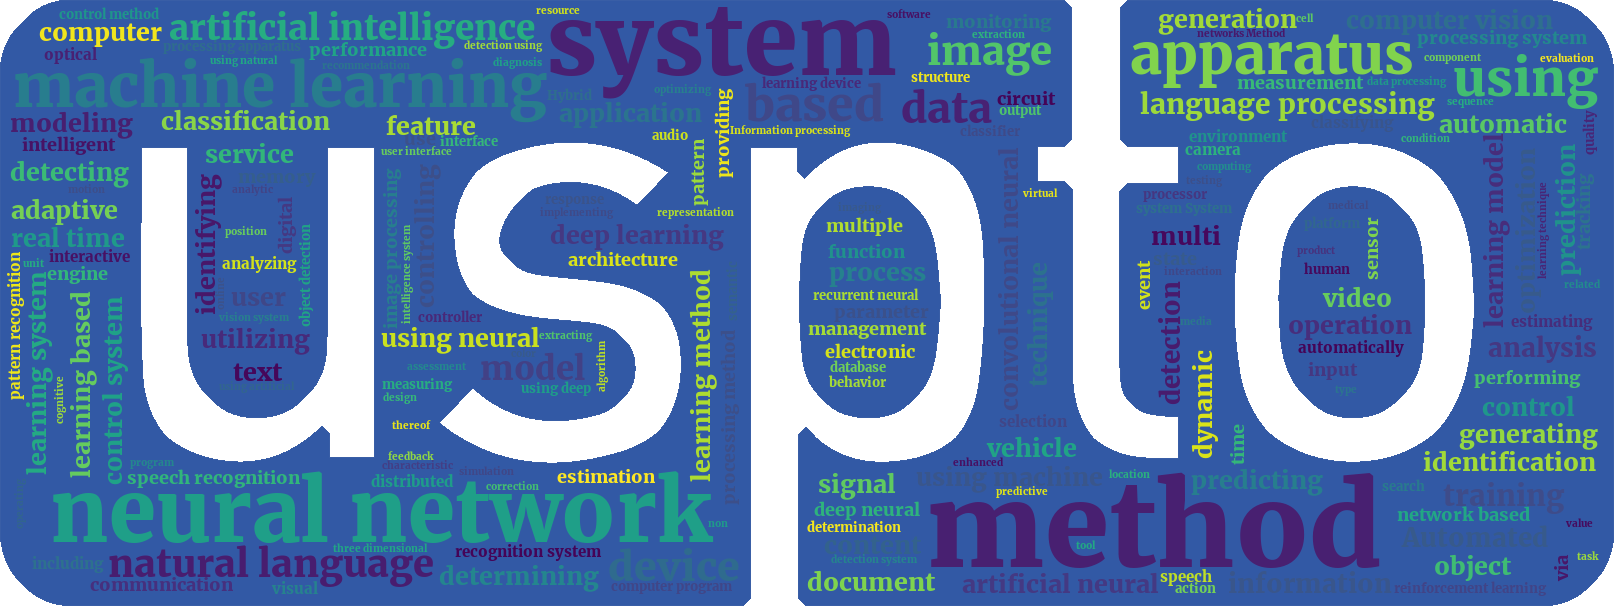 control method
resource
computer
artificial intelligence
system
software
monitoring
generation
cell
computer vision
optical
processing apparatus
performance
detection using
extraction
image
networks Method
apparatus
processing system
using natural
recommendation
diagnosis
machine learning
learning device
structure
component
evaluation
measurement
data processing
using
Hybrid
optimizing
based
data
circuit
output
language processing
sequence
modeling
classification
feature
application
providing
Information processing
classifier
automatic
quality
intelligent
interface
audio
environment
condition
user interface
service
pattern
camera
computing
detecting
analytic
identifying
digital
image processing
controlling
implementing
representation
virtual
processor
system System
medical
platform
learning model
prediction
tracking
learning technique
adaptive
position
real time
interactive
analyzing
object detection
intelligence system
deep learning
architecture
multiple
function
process
convolutional neural
multi
interaction
product
human
sensor
unit
engine
pattern recognition
user
vision system
controller
recurrent neural
parameter
technique
event
video
related
learning system
learning based
control system
utilizing
using neural
extracting
management
detection
media
operation
estimating
text
model
algorithm
electronic
automatically
analysis
cognitive
assessment
measuring
design
using deep
learning method
database
behavior
input
type
performing
thereof
dynamic
selection
control
uspto
program
feedback
characteristic
simulation
vehicle
time
generating
speech recognition
distributed
correction
estimation
enhanced
using machine
predictive
location
predicting
identification
neural network
signal
method
search
training
deep neural
determination
non
network based
value
including
natural language
three dimensional
recognition system
content
detection system
tool
Automated
task
communication
visual
determining
device
computer program
document
artificial neural
speech
action
information
object
reinforcement learning
via